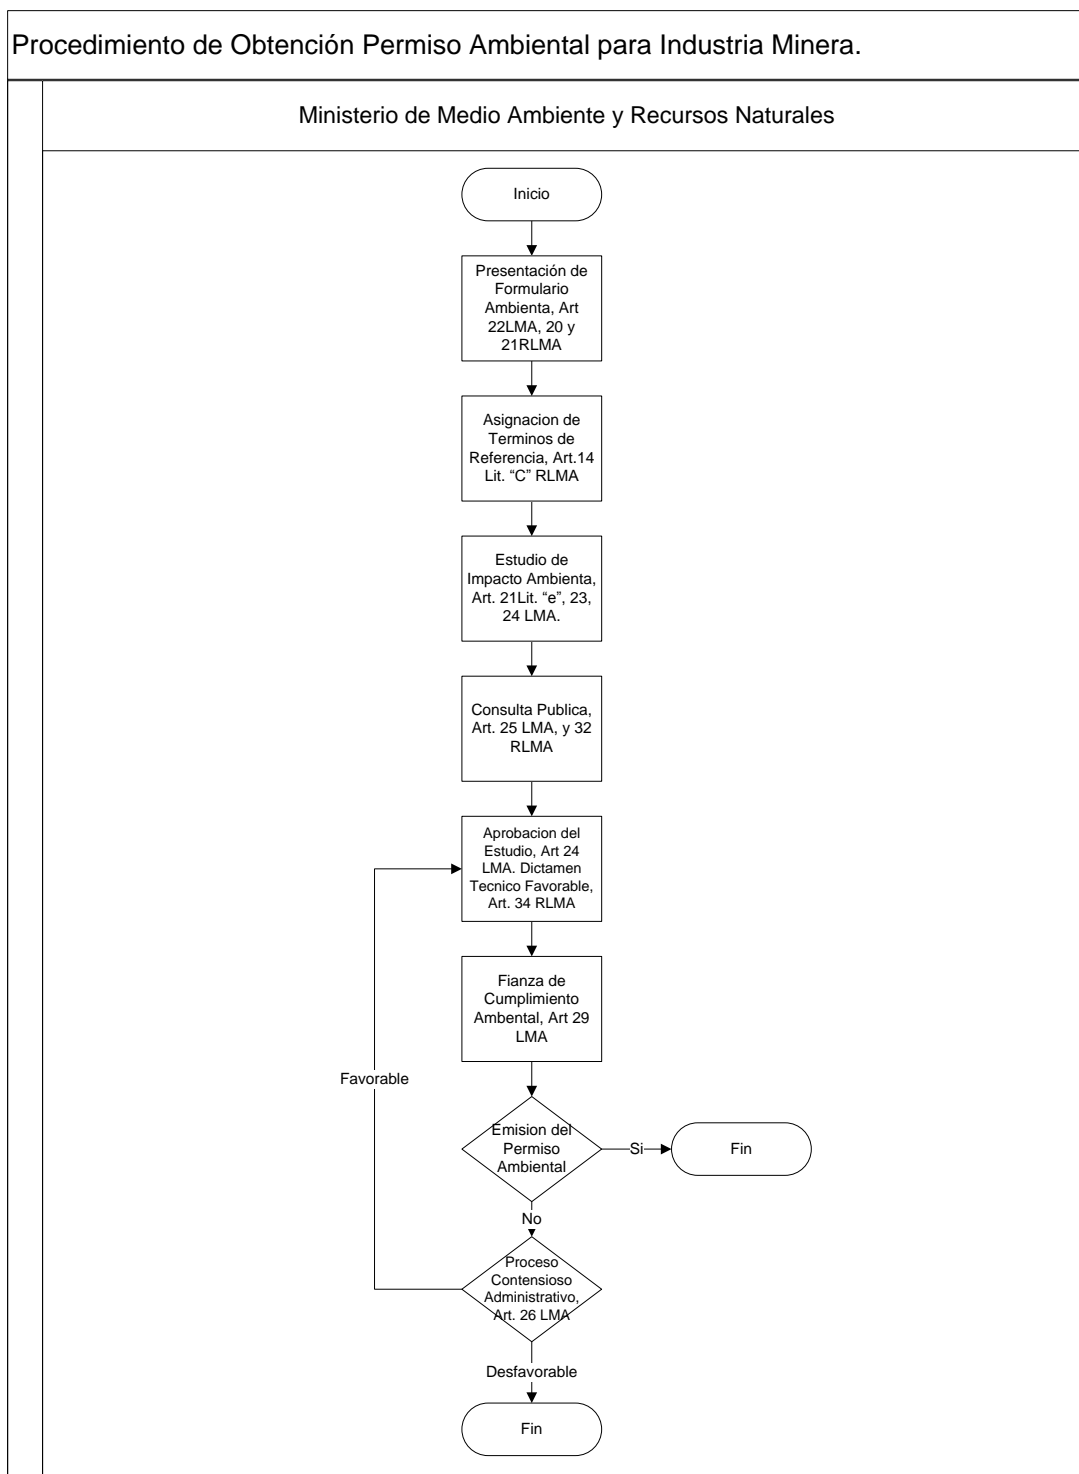 Procedimiento de Obtención Permiso Ambiental para Industria Minera.
Ministerio de Medio Ambiente y Recursos Naturales
Inicio
Presentación de
Formulario
Ambienta, Art
22LMA, 20 y
21RLMA
Asignacion de
Terminos de
Referencia, Art.14
Lit. “C” RLMA
Estudio de
Impacto Ambienta,
Art. 21Lit. “e”, 23,
24 LMA.
Consulta Publica,
Art. 25 LMA, y 32
RLMA
Aprobacion del
Estudio, Art 24
LMA. Dictamen
Tecnico Favorable,
Art. 34 RLMA
Fianza de
Cumplimiento
Ambental, Art 29
LMA
Favorable
Emision del
Permiso
Ambiental
Si
Fin
No
Proceso
Contensioso
Administrativo,
Art. 26 LMA
Desfavorable
Fin